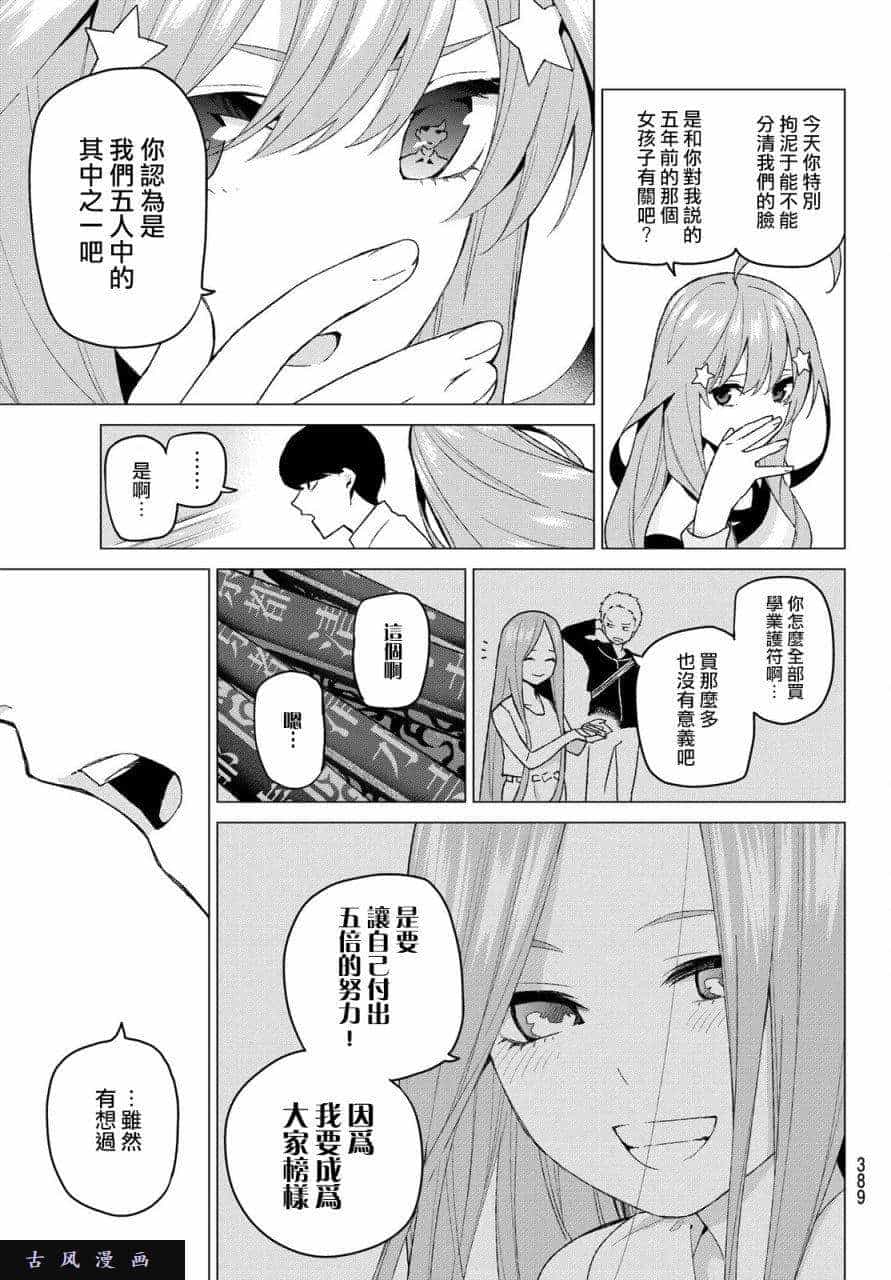 今天你特別
拘泥于能不能
分清我們的臉
是和你對我説的
五年前的那個
女孩子有關吧？
你認為是
我們五人中的
其中之一吧
……
是啊…
你怎麼全部買
學業護符啊…
買那麼多
也沒有意義吧
這個啊
嗯…
是要
讓自己付出
五倍的努力！
因爲
我要成爲
大家榜樣
…雖然
有想過
389
古风漫画